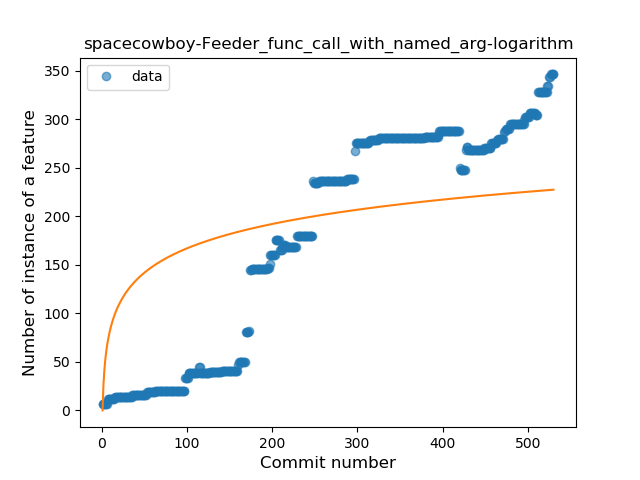 spacecowboy-Feeder_func_call_with_named_arg-logarithm
data
Number of instance of a feature
350
300
250
200
150
100
50
0
0 100 200 300 400 500
Commit number